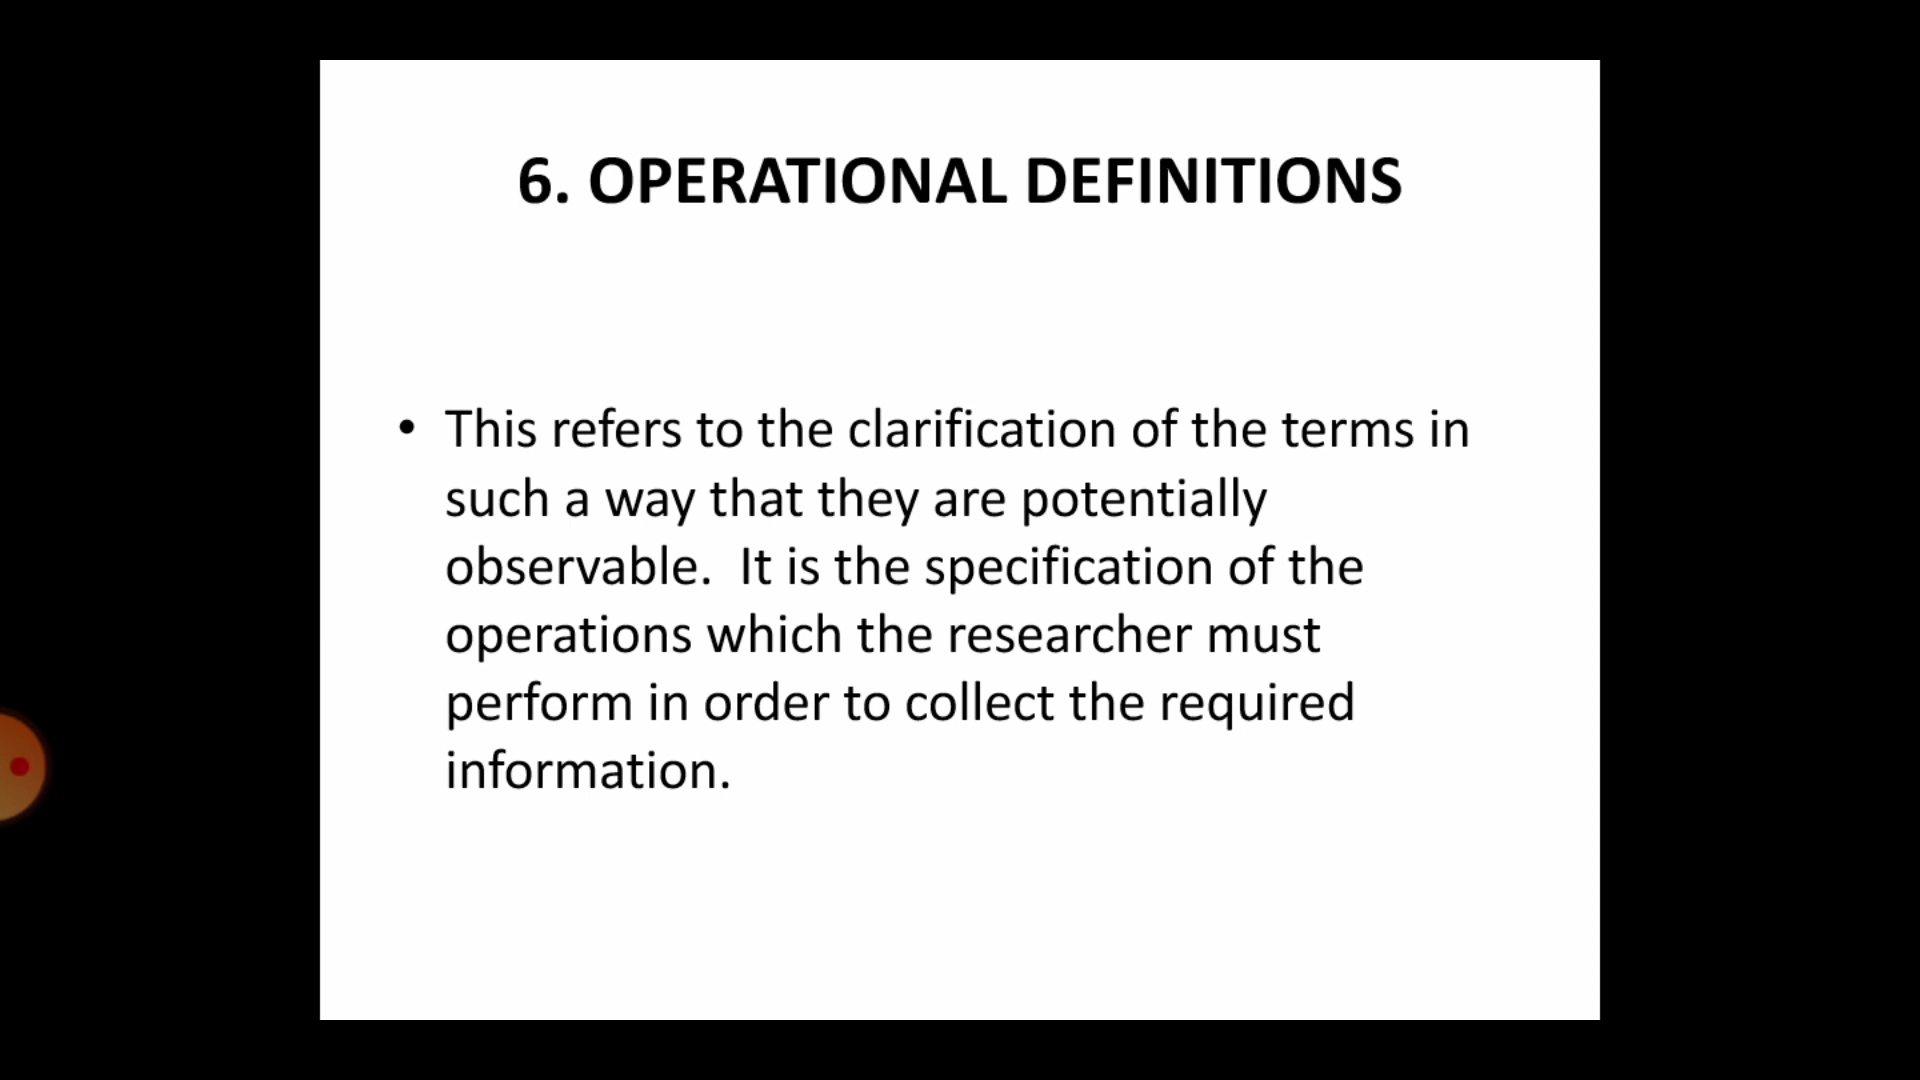 6. OPERATIONAL DEFINITIONS
• This refers to the clarification of the terms in
such a way that they are potentially
observable.  It is the specification of the
operations which the researcher must
perform in order to collect the required
information.